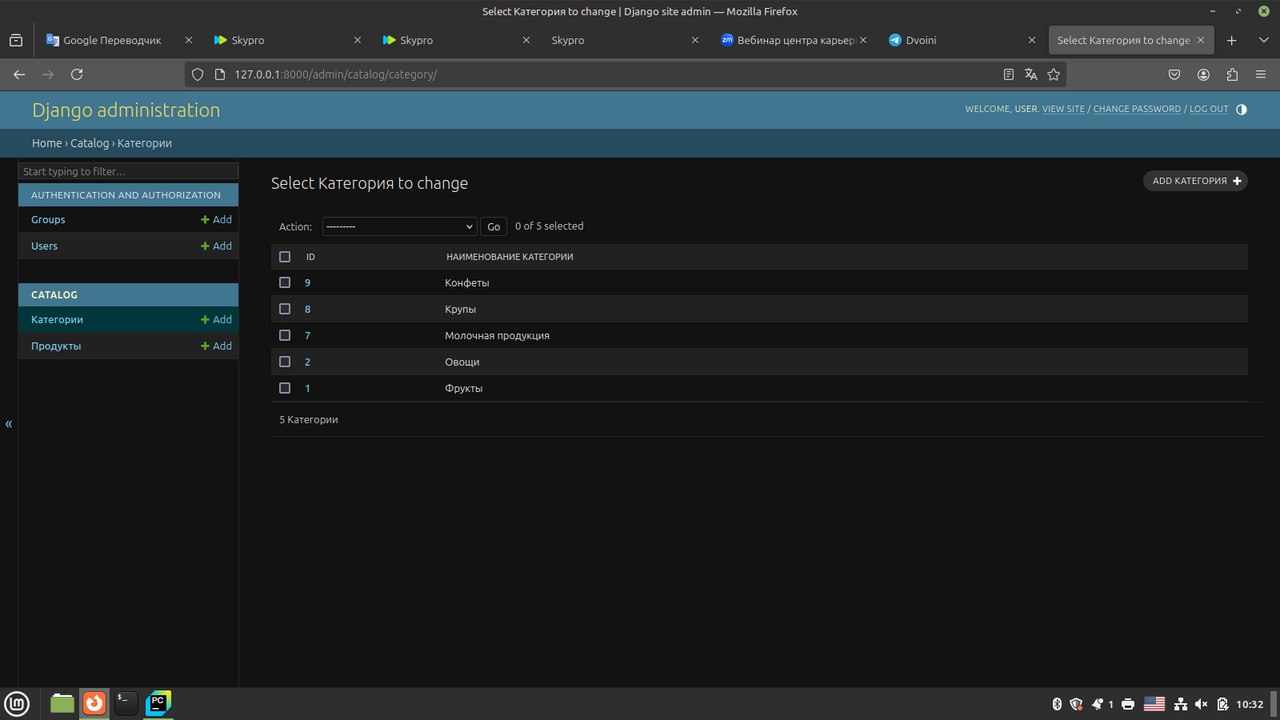 Select Категория to change | Django site admin — Mozilla Firefox
Google Переводчик
Skypro
Skypro
Skypro
zm Вебинар центра карьер
Dvoini
Select Категория to change
127.0.0.1:8000/admin/catalog/category/
Django administration
WELCOME, USER. VIEW SITE / CHANGE PASSWORD / LOG OUT
Home › Catalog › Категории
Start typing to filter…
AUTHENTICATION AND AUTHORIZATION
Groups + Add
Users + Add
CATALOG
Категории + Add
Продукты + Add
«
Select Категория to change
ADD КАТЕГОРИЯ +
Action: --------- Go 0 of 5 selected
ID НАИМЕНОВАНИЕ КАТЕГОРИИ
9 Конфеты
8 Крупы
7 Молочная продукция
2 Овощи
1 Фрукты
5 Категории
$_
PC
1
10:32